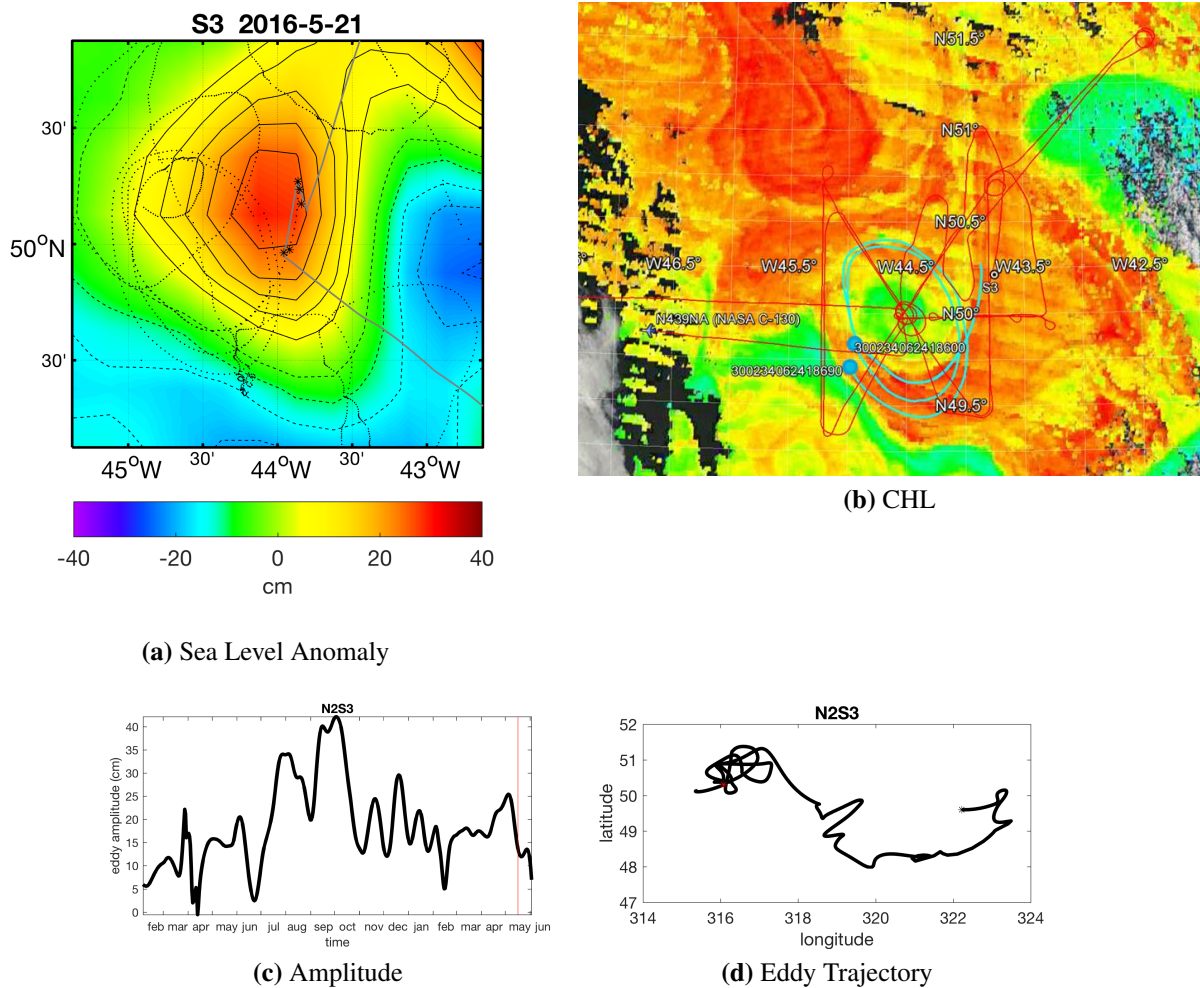 S3 2016-5-21
30'
50°N
30'
45°W 30' 44°W 30' 43°W
-40 -20 0 20 40
cm
(a) Sea Level Anomaly
N51.5°
N51°
N50.5°
W46.5° W45.5° W44.5° W43.5° W42.5°
S3
N50°
N439NA (NASA C-130)
300234062418600
300234062418690
N49.5°
(b) CHL
N2S3
eddy amplitude (cm)
40
35
30
25
20
15
10
5
0
feb mar apr may jun jul aug sep oct nov dec jan feb mar apr may jun
time
(c) Amplitude
N2S3
latitude
52
51
50
49
48
47
314 316 318 320 322 324
longitude
(d) Eddy Trajectory